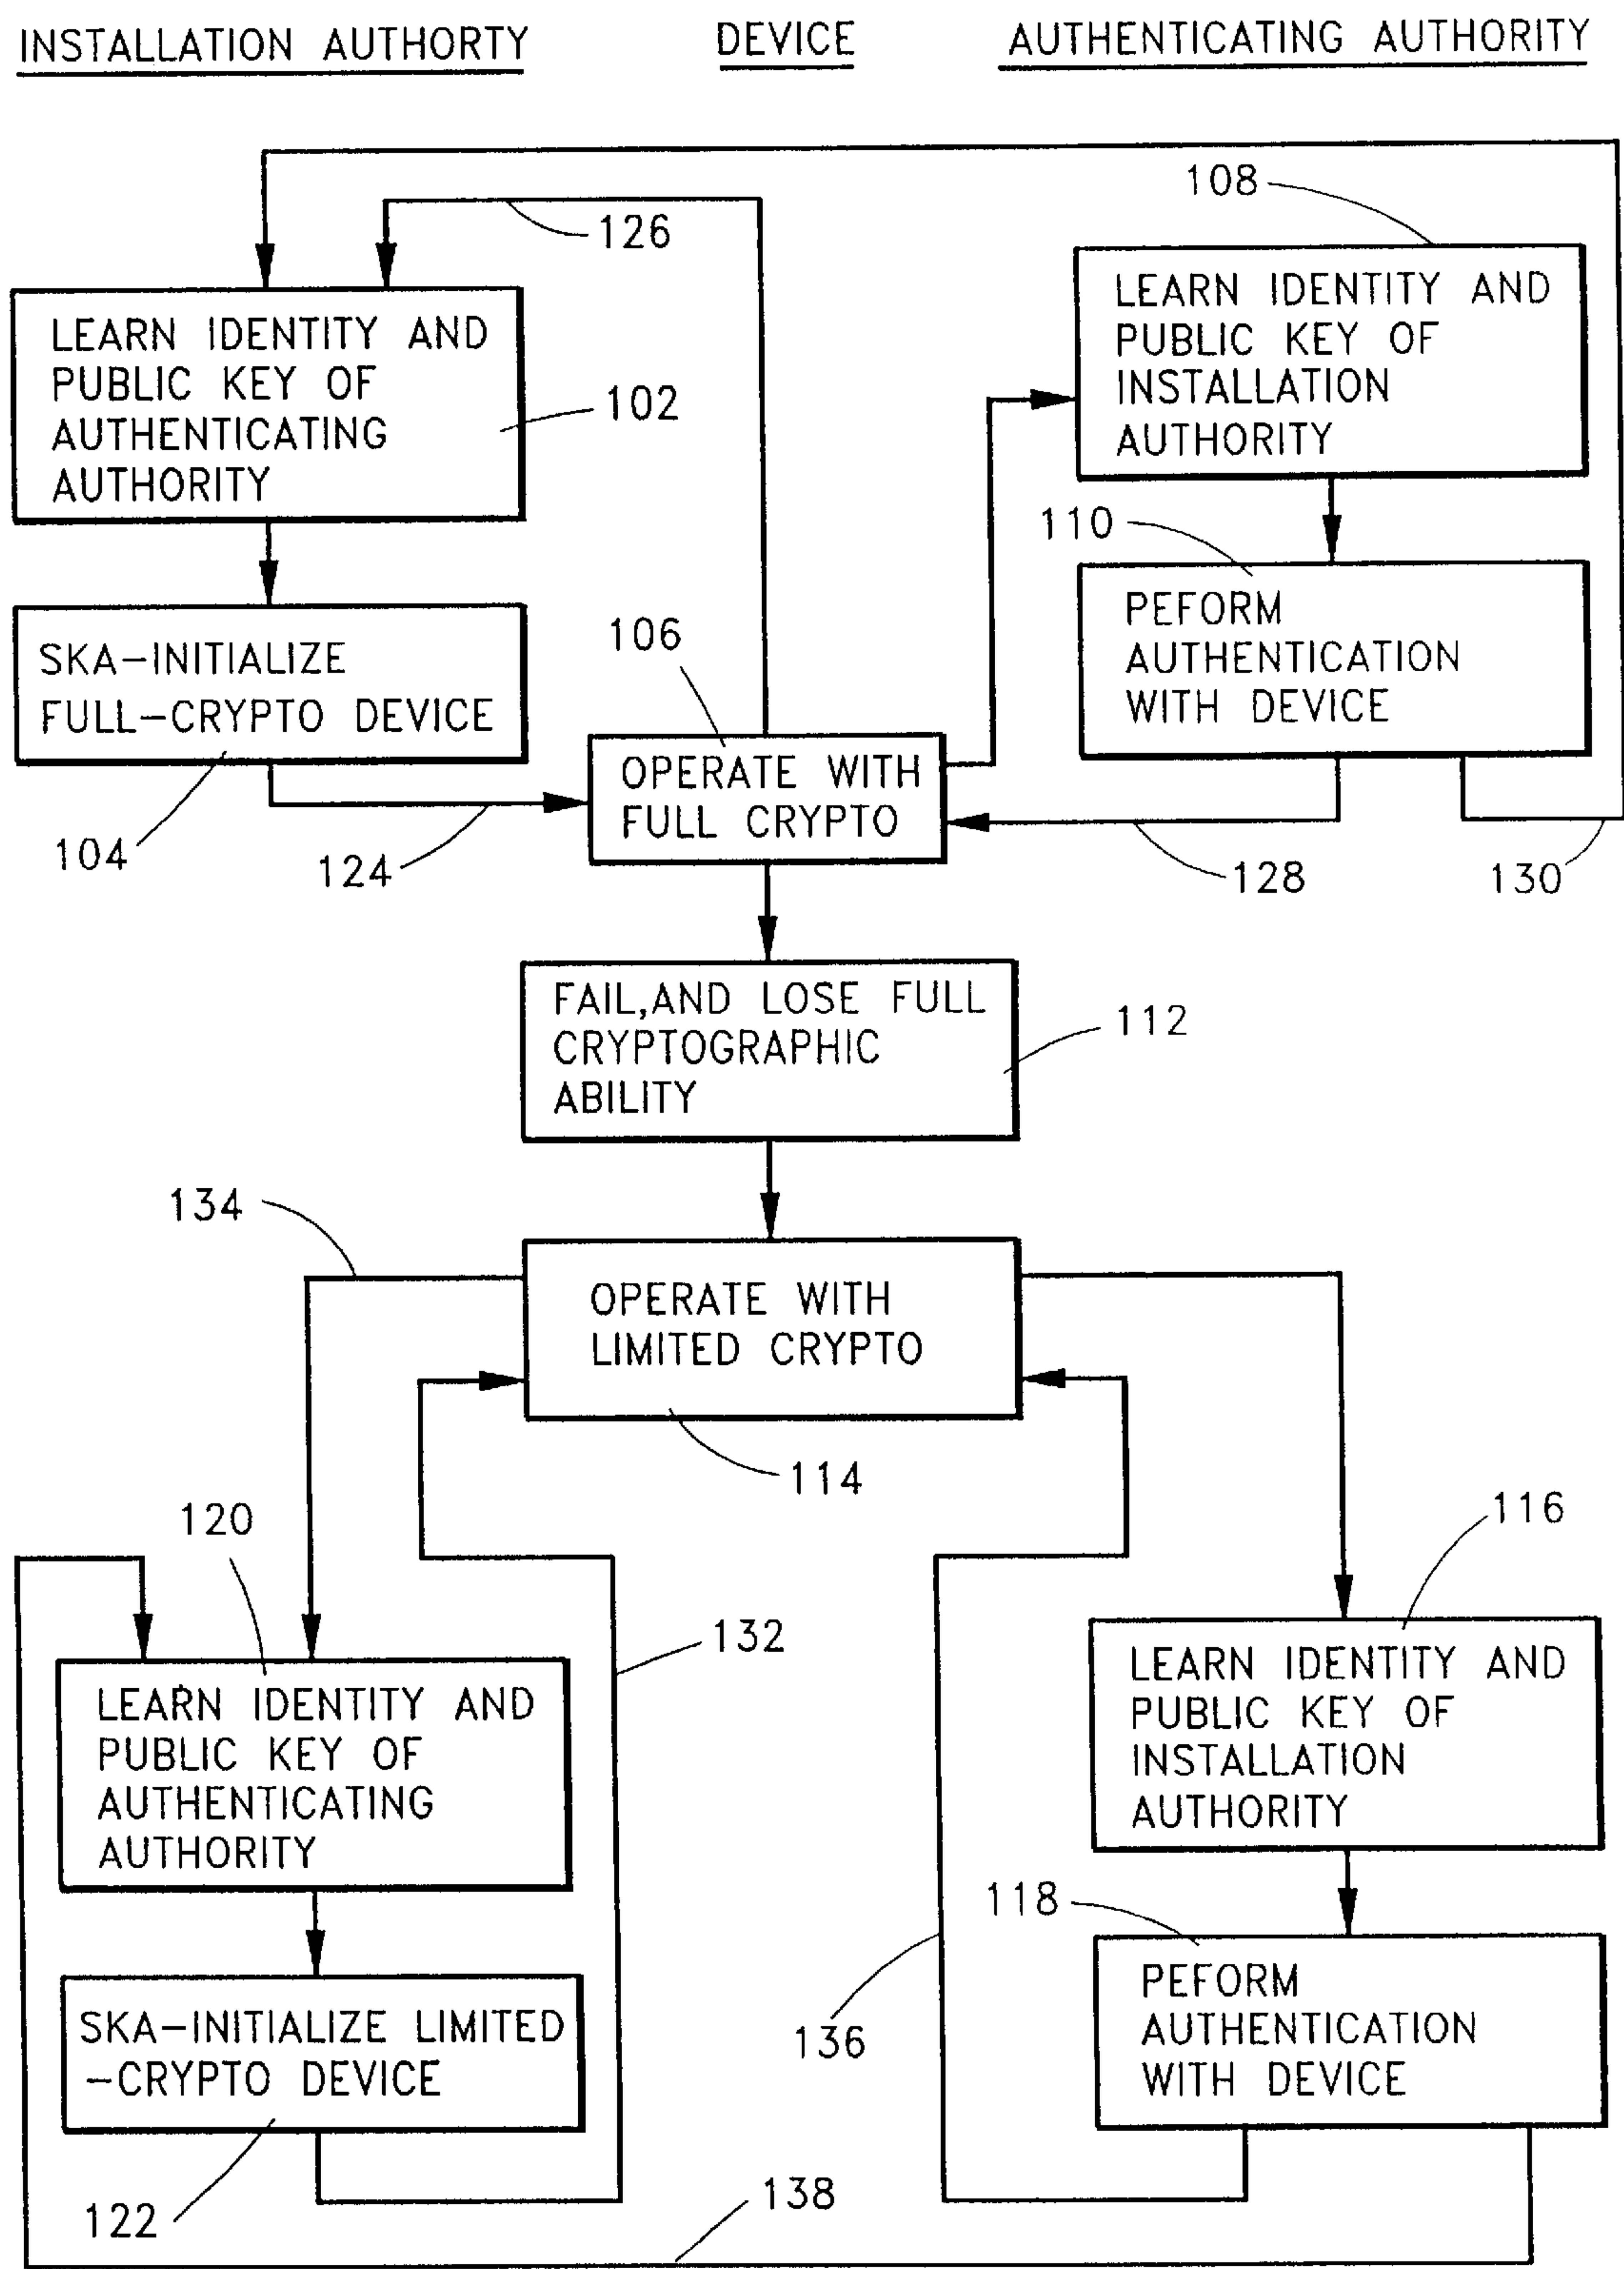 INSTALLATION AUTHORTY
DEVICE
AUTHENTICATING AUTHORITY
108
126
LEARN IDENTITY AND
PUBLIC KEY OF
INSTALLATION
AUTHORITY
LEARN IDENTITY AND
PUBLIC KEY OF
AUTHENTICATING
AUTHORITY
102
110
PEFORM
AUTHENTICATION
WITH DEVICE
SKA-INITIALIZE
FULL-CRYPTO DEVICE
106
OPERATE WITH
FULL CRYPTO
104
124
128
130
FAIL,AND LOSE FULL
CRYPTOGRAPHIC
ABILITY
112
134
OPERATE WITH
LIMITED CRYPTO
114
120
116
132
LEARN IDENTITY AND
PUBLIC KEY OF
AUTHENTICATING
AUTHORITY
LEARN IDENTITY AND
PUBLIC KEY OF
INSTALLATION
AUTHORITY
118
SKA-INITIALIZE LIMITED
-CRYPTO DEVICE
136
PEFORM
AUTHENTICATION
WITH DEVICE
122
138